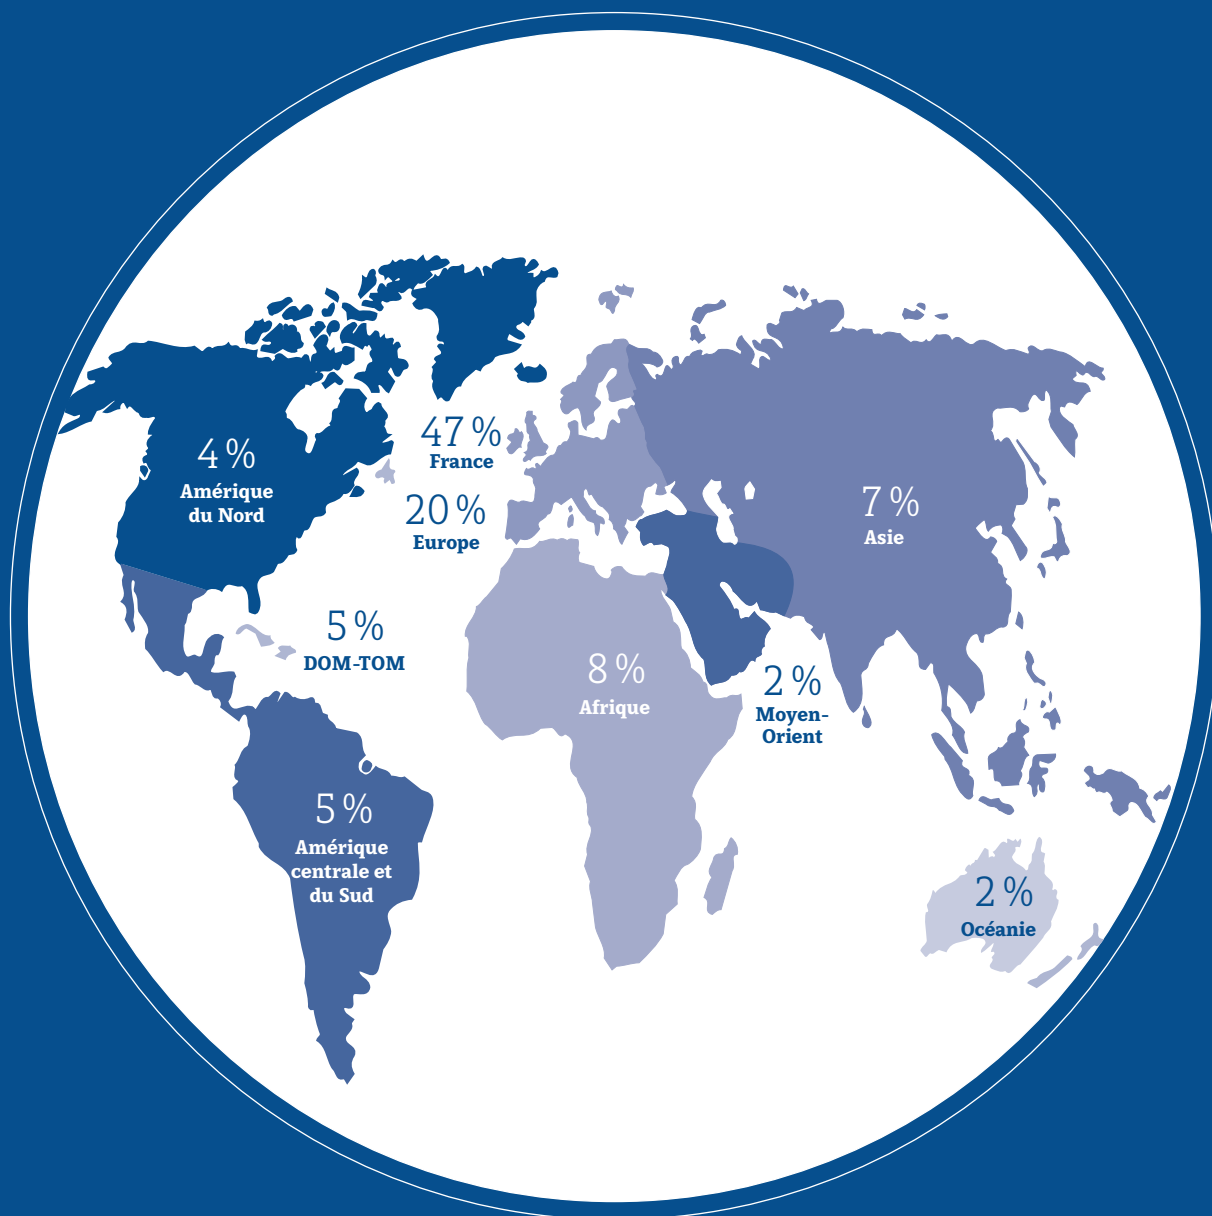 47 %
France
4 %
Amérique
du Nord
20 %
Europe
7 %
Asie
5 %
DOM-TOM
8 %
Afrique
2 %
Moyen-
Orient
5 %
Amérique
centrale et
du Sud
2 %
Océanie